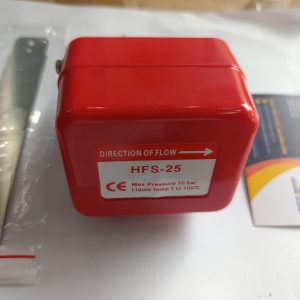 DIRECTION OF FLOW
HFS-25
CE Max. Pressure 10 bar
Liquid Temp 1 to 100℃